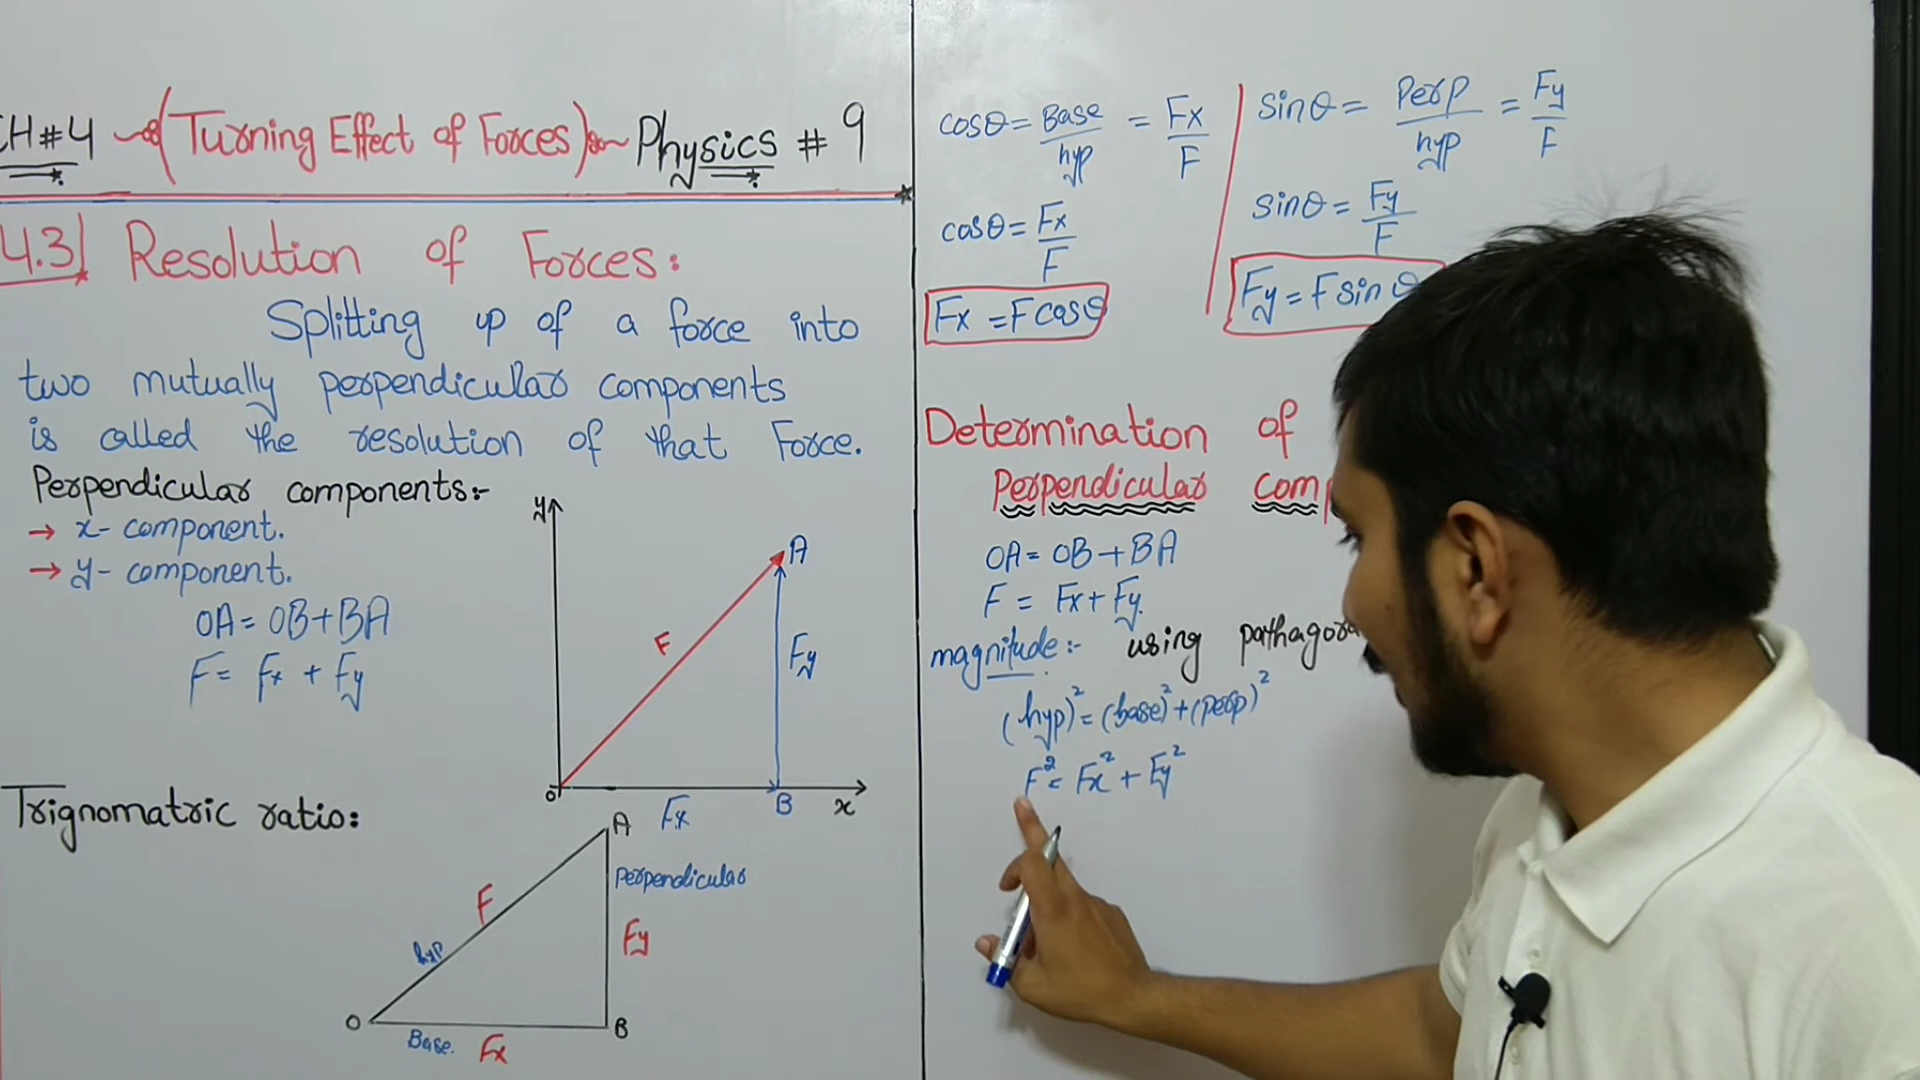 CH#4 (Turning Effect of Forces) Physics # 9
4.3 Resolution of Forces:
Splitting up of a force into
two mutually perpendicular components
is called the resolution of that Force.
Perpendicular components:-
→ x-component.
→ y-component.
OA = OB + BA
F = Fx + Fy
y
A
F
Fy
O
Fx
B
x
Trignomatric ratio:
A
Perpendicular
F
hyp
Fy
O
Base.
Fx
B
cosθ = Base/hyp = Fx/F
cosθ = Fx/F
Fx = Fcosθ
sinθ = Perp/hyp = Fy/F
sinθ = Fy/F
Fy = F sinθ
Determination of
Perpendicular
OA = OB + BA
F = Fx + Fy.
magnitude:- using
(hyp)² = (base)² + (perp)²
F² = Fx² + Fy²